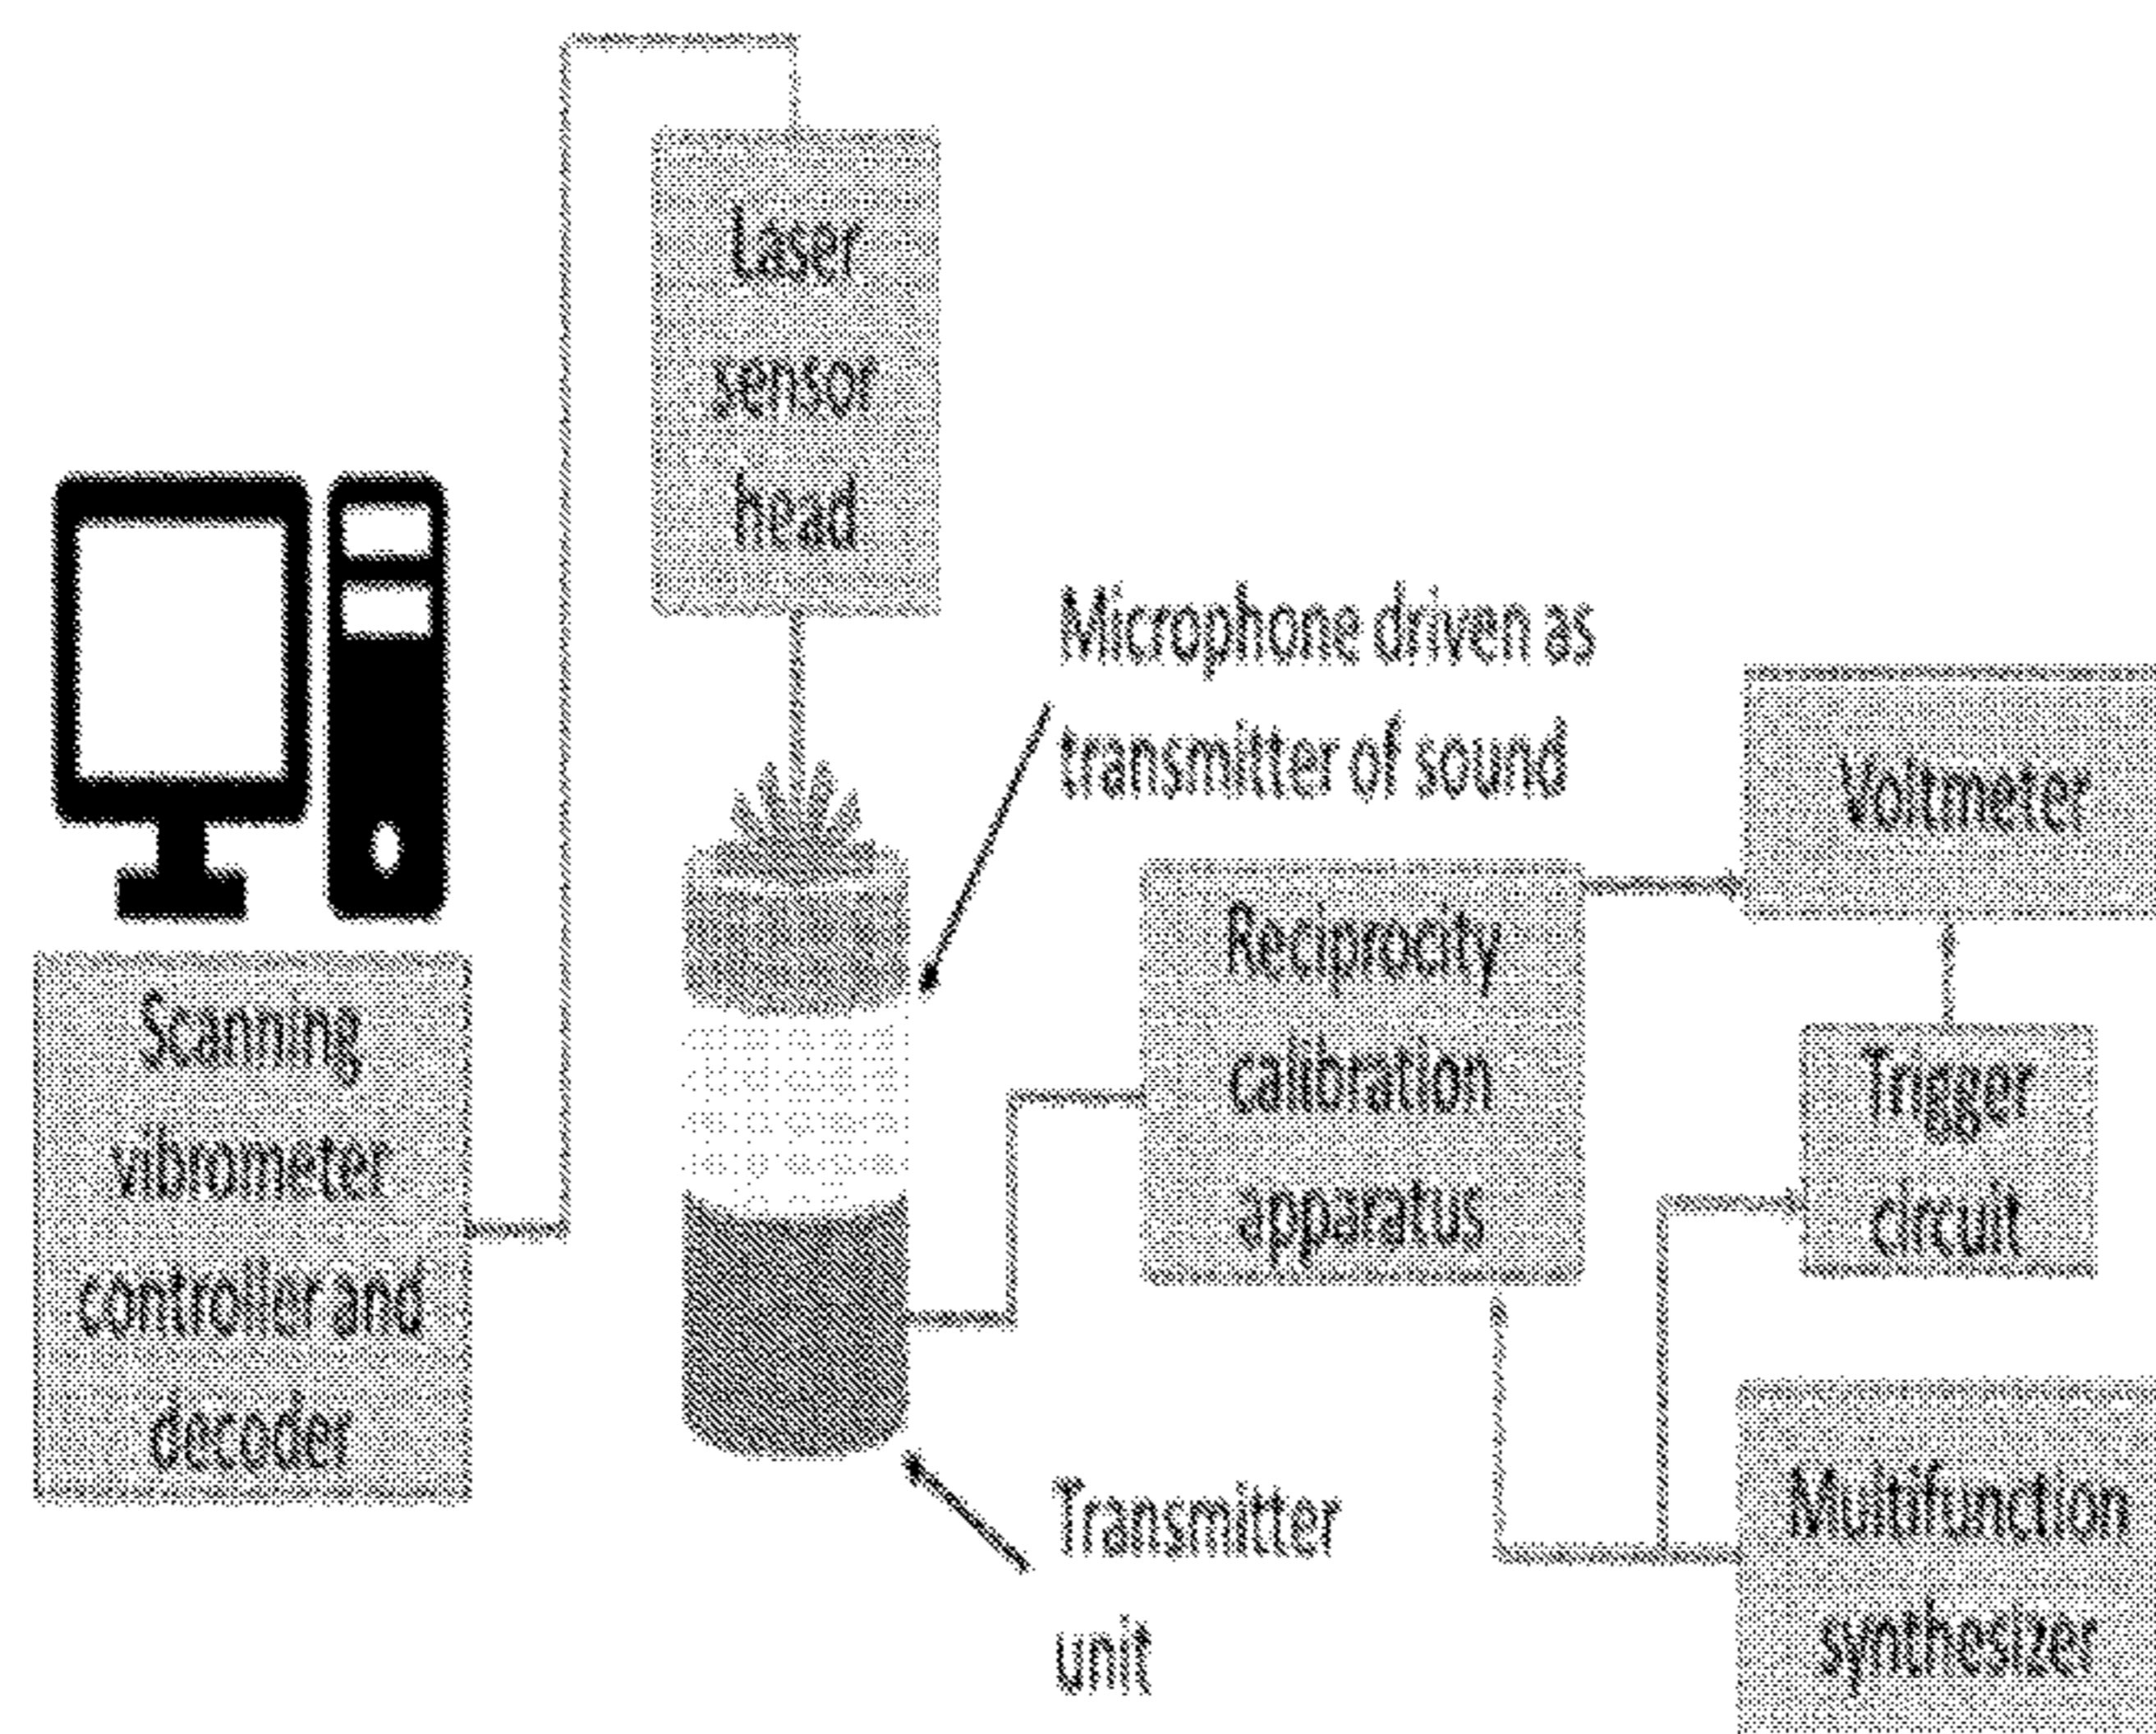 Laser
sensor
head
Microphone driven as
transmitter of sound
Voltmeter
Scanning
vibrometer
controller and
decoder
Reciprocity
calibration
apparatus
Trigger
circuit
Transmitter
unit
Multifunction
synthesizer